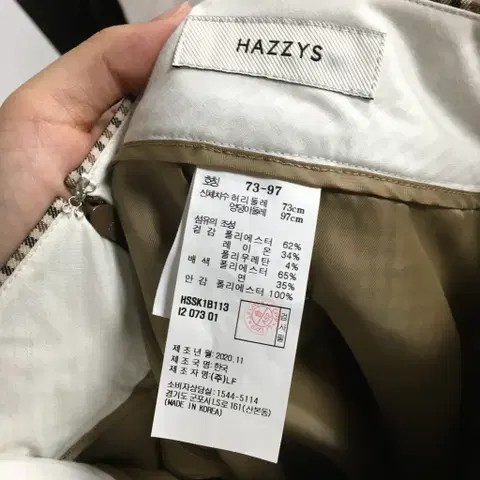 HAZZYS
호칭 73-97
신체치수 허리둘레 73cm
엉덩이둘레 97cm
섬유의 조성
겉 감 폴리에스터 62%
레 이 온 34%
폴리우레탄 4%
배 색 폴리에스터 65%
면 35%
안 감 폴리에스터 100%
HSSK1B113
I2 073 01
검사필
제 조 년 월: 2020.11
제 조 국 명: 한국
제 조 자 명: (주)LF
소비자상담실: 1544-5114
경기도 군포시 LS로 161(산본동)
(MADE IN KOREA)